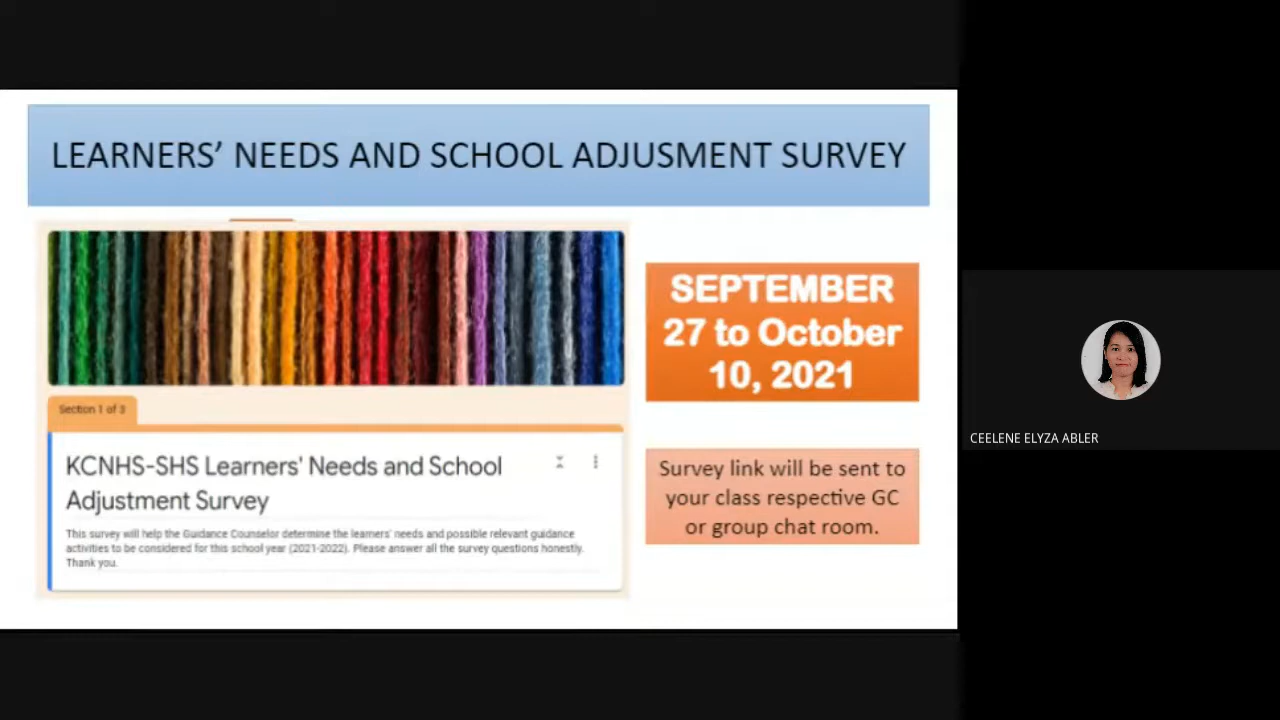 LEARNERS’ NEEDS AND SCHOOL ADJUSMENT SURVEY
SEPTEMBER
27 to October
10, 2021
Section 1 of 3
KCNHS-SHS Learners' Needs and School
Adjustment Survey
This survey will help the Guidance Counselor determine the learners' needs and possible relevant guidance
activities to be considered for this school year (2021-2022). Please answer all the survey questions honestly.
Thank you.
Survey link will be sent to
your class respective GC
or group chat room.
CEELENE ELYZA ABLER